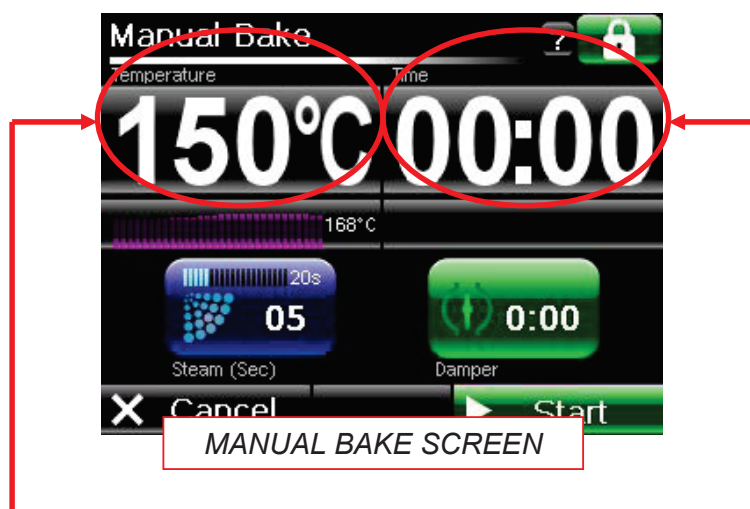 Manual Bake ?
Temperature Time
150°C 00:00
168°C
20s
05 0:00
Steam (Sec) Damper
X Cancel Start
MANUAL BAKE SCREEN